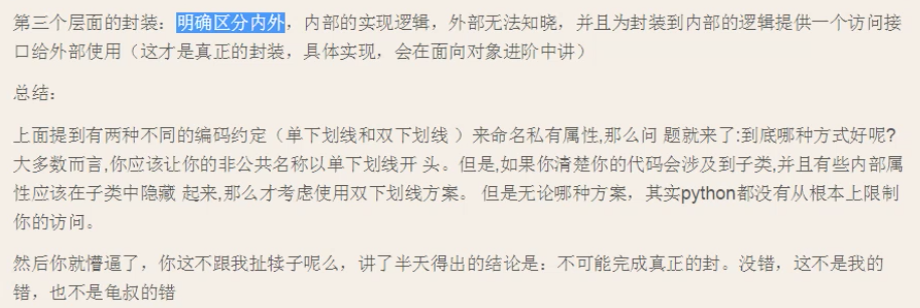 第三个层面的封装：明确区分内外，内部的实现逻辑，外部无法知晓，并且为封装到内部的逻辑提供一个访问接
口给外部使用（这才是真正的封装，具体实现，会在面向对象进阶中讲）
总结：
上面提到有两种不同的编码约定（单下划线和双下划线 ）来命名私有属性,那么问 题就来了:到底哪种方式好呢?
大多数而言,你应该让你的非公共名称以单下划线开 头。但是,如果你清楚你的代码会涉及到子类,并且有些内部属
性应该在子类中隐藏 起来,那么才考虑使用双下划线方案。 但是无论哪种方案，其实python都没有从根本上限制
你的访问。
然后你就懵逼了，你这不跟我扯犊子呢么，讲了半天得出的结论是：不可能完成真正的封。没错，这不是我的
错，也不是龟叔的错